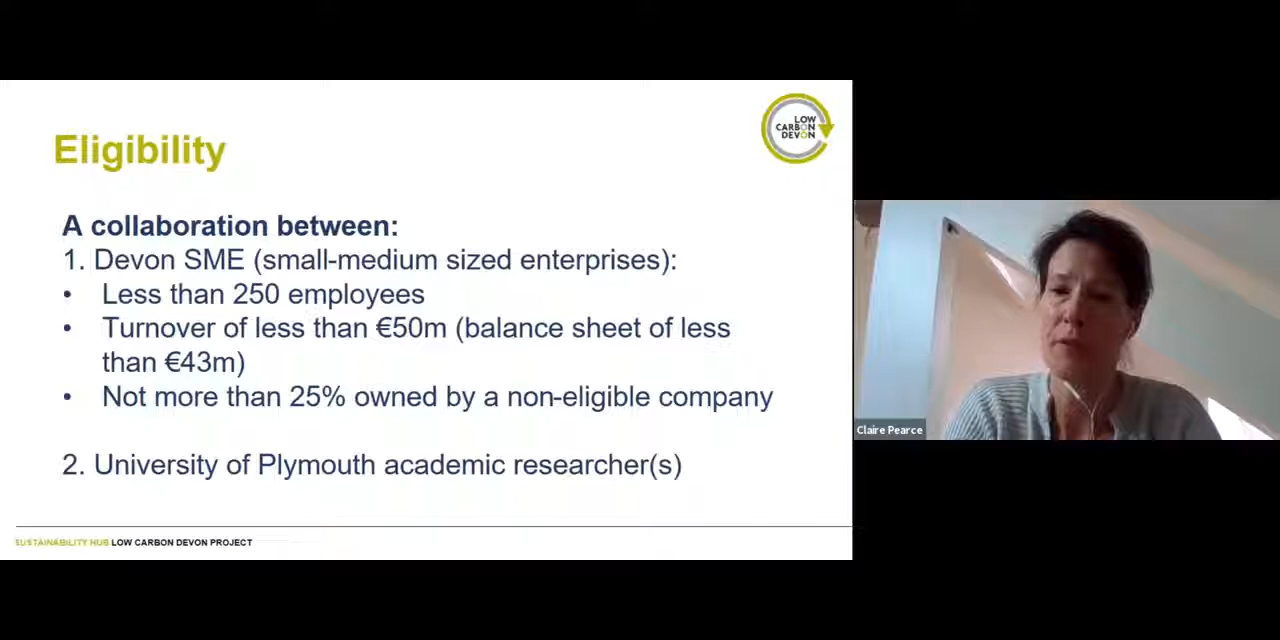 LOW
CARBON
DEVON
Eligibility
A collaboration between:
1. Devon SME (small-medium sized enterprises):
• Less than 250 employees
• Turnover of less than €50m (balance sheet of less
than €43m)
• Not more than 25% owned by a non-eligible company
Claire Pearce
2. University of Plymouth academic researcher(s)
SUSTAINABILITY HUB LOW CARBON DEVON PROJECT